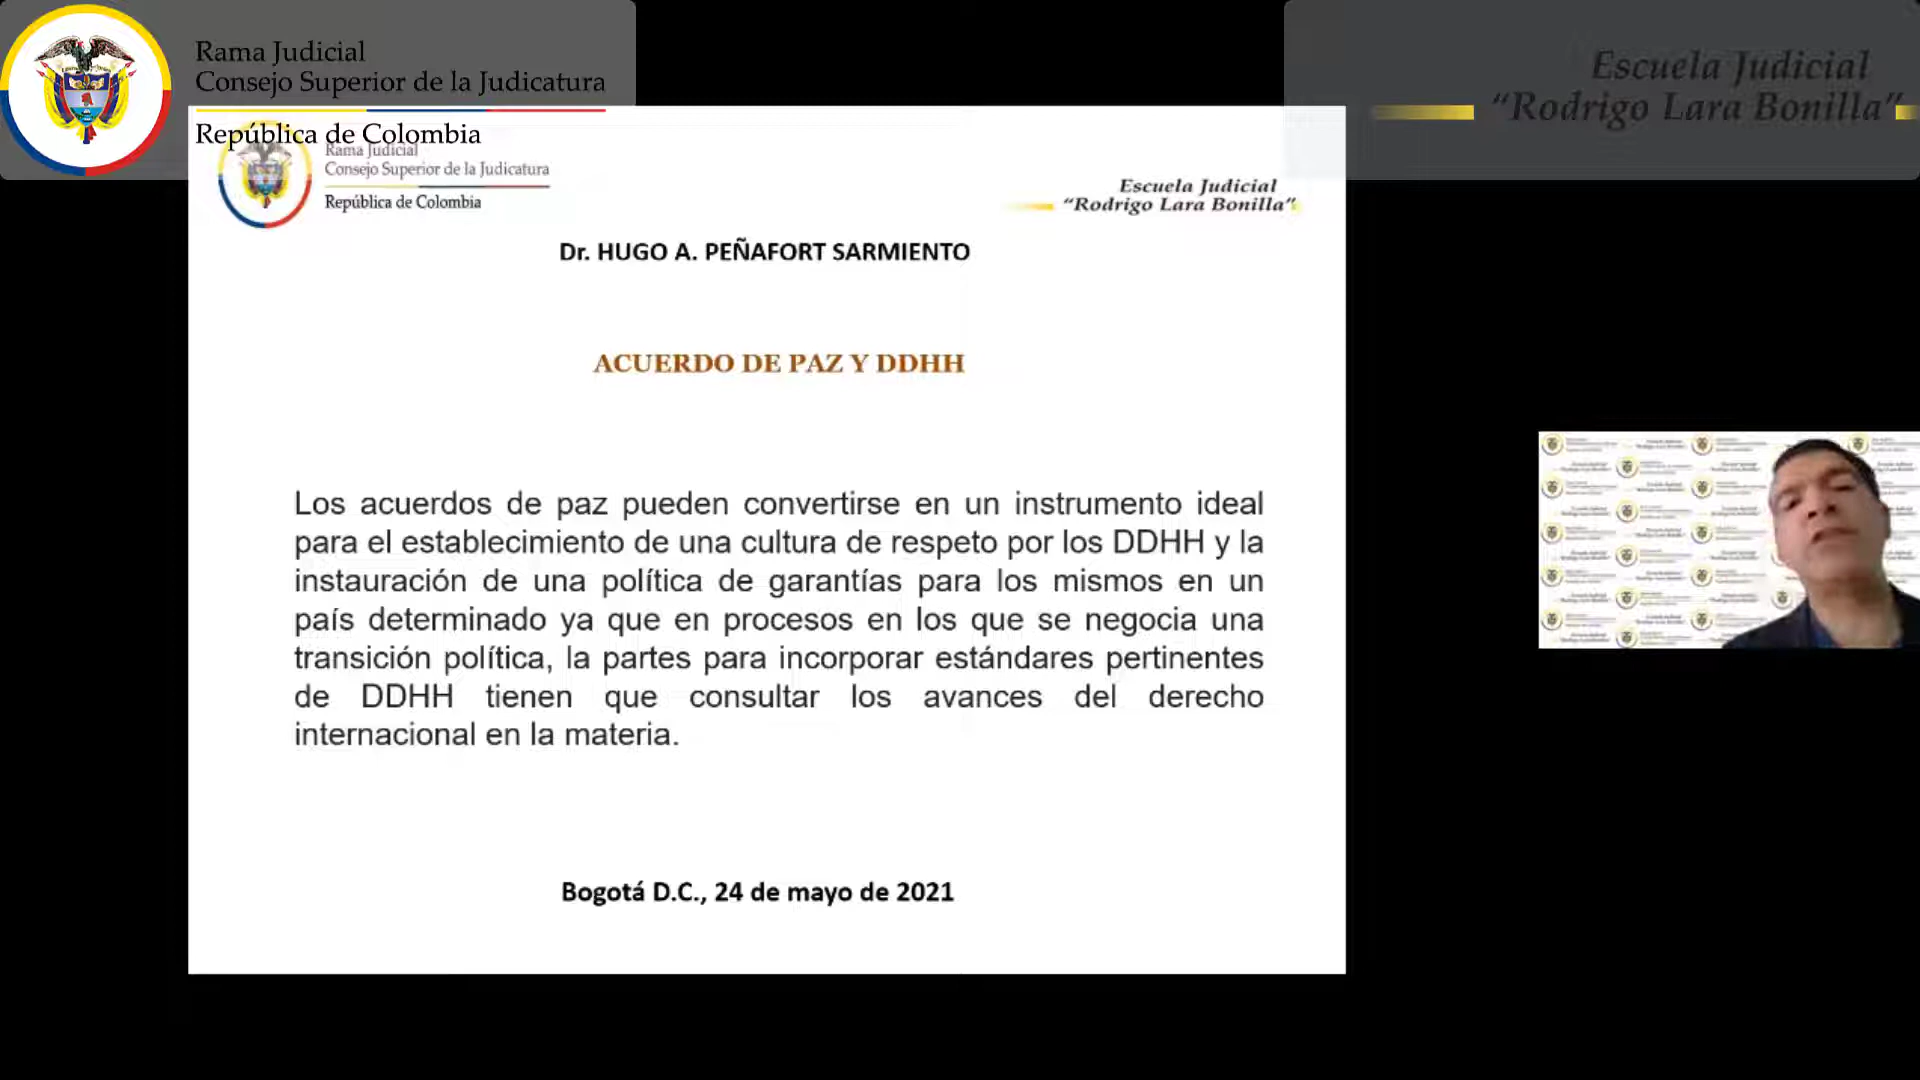 Rama Judicial
Consejo Superior de la Judicatura
República de Colombia
Escuela Judicial
“Rodrigo Lara Bonilla”
Rama Judicial
Consejo Superior de la Judicatura
República de Colombia
Escuela Judicial
“Rodrigo Lara Bonilla”
Dr. HUGO A. PEÑAFORT SARMIENTO
ACUERDO DE PAZ Y DDHH
Los acuerdos de paz pueden convertirse en un instrumento ideal
para el establecimiento de una cultura de respeto por los DDHH y la
instauración de una política de garantías para los mismos en un
país determinado ya que en procesos en los que se negocia una
transición política, la partes para incorporar estándares pertinentes
de DDHH tienen que consultar los avances del derecho
internacional en la materia.
Bogotá D.C., 24 de mayo de 2021